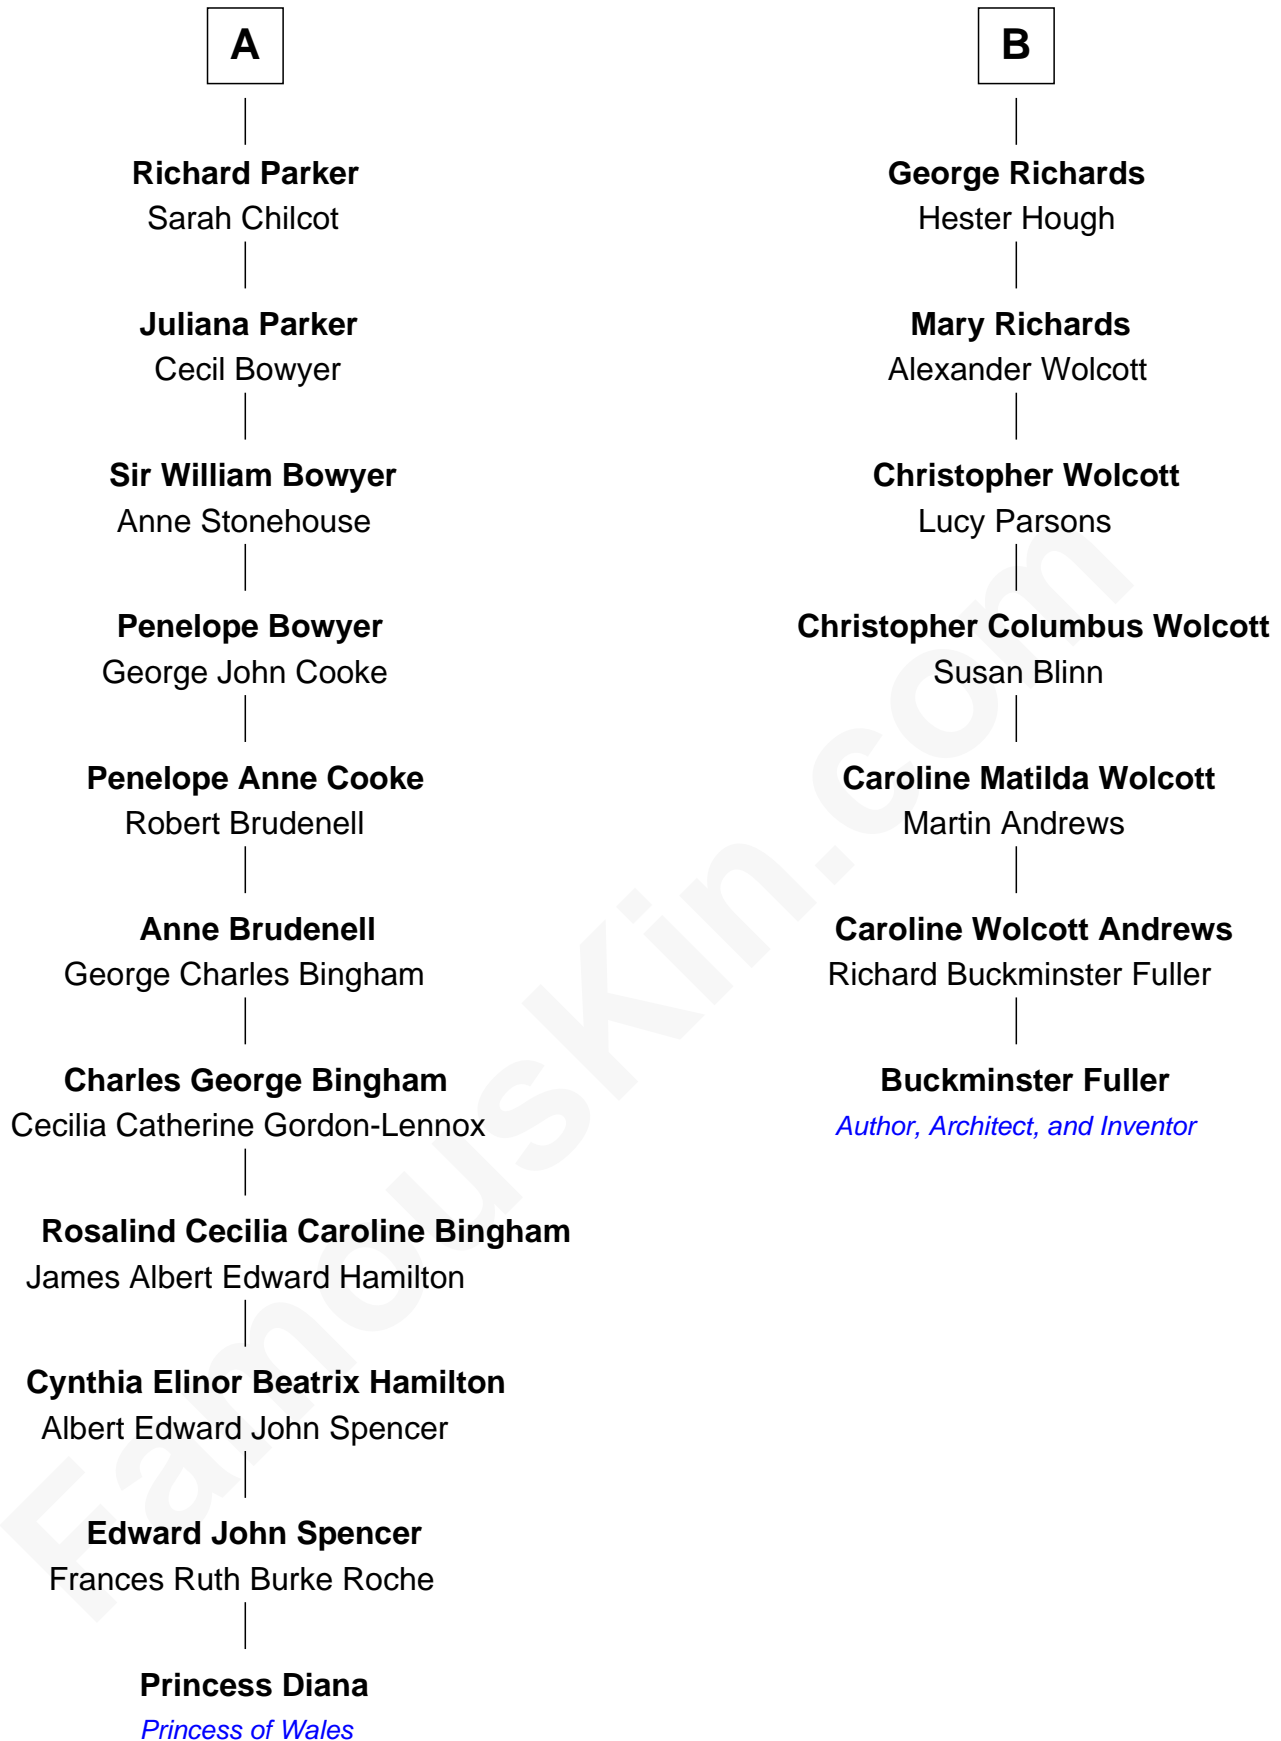 A
Richard Parker
Sarah Chilcot
Juliana Parker
Cecil Bowyer
Sir William Bowyer
Anne Stonehouse
Penelope Bowyer
George John Cooke
Penelope Anne Cooke
Robert Brudenell
Anne Brudenell
George Charles Bingham
Charles George Bingham
Cecilia Catherine Gordon-Lennox
Rosalind Cecilia Caroline Bingham
James Albert Edward Hamilton
Cynthia Elinor Beatrix Hamilton
Albert Edward John Spencer
Edward John Spencer
Frances Ruth Burke Roche
Princess Diana
Princess of Wales
B
George Richards
Hester Hough
Mary Richards
Alexander Wolcott
Christopher Wolcott
Lucy Parsons
Christopher Columbus Wolcott
Susan Blinn
Caroline Matilda Wolcott
Martin Andrews
Caroline Wolcott Andrews
Richard Buckminster Fuller
Buckminster Fuller
Author, Architect, and Inventor
FamousKin.com